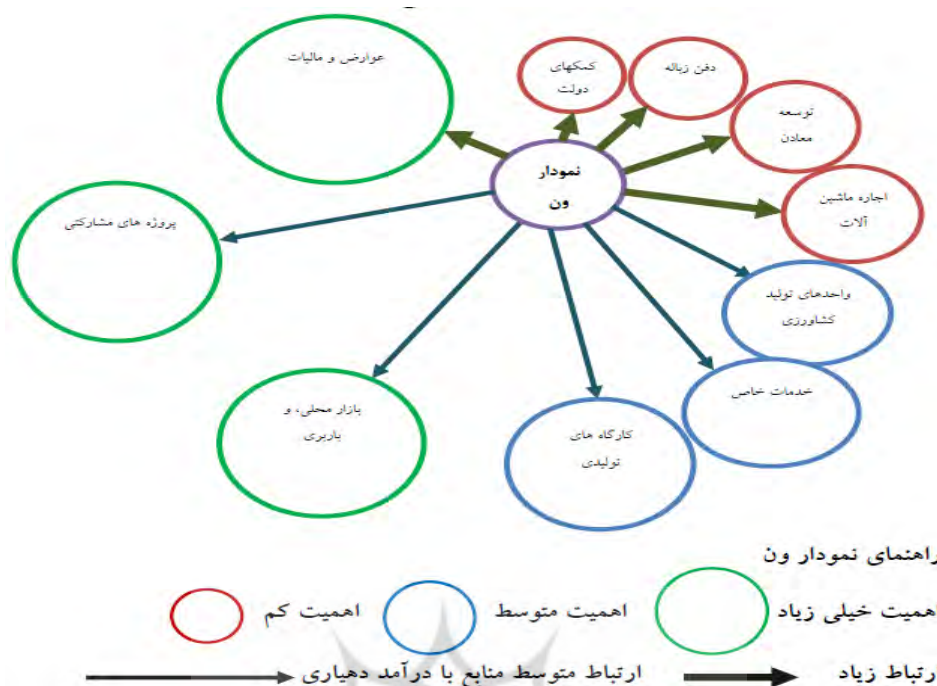 عوارض و مالیات
کمکهای
دولت
دفن زباله
توسعه
معادن
نمودار
ون
اجاره ماشین
آلات
پروژه های مشارکتی
واحدهای تولید
کشاورزی
بازار محلی، و
باربری
خدمات خاص
کارگاه های
تولیدی
راهنمای نمودار ون
اهمیت خیلی زیاد
اهمیت متوسط
اهمیت کم
ارتباط زیاد
ارتباط متوسط منابع با درآمد دهیاری